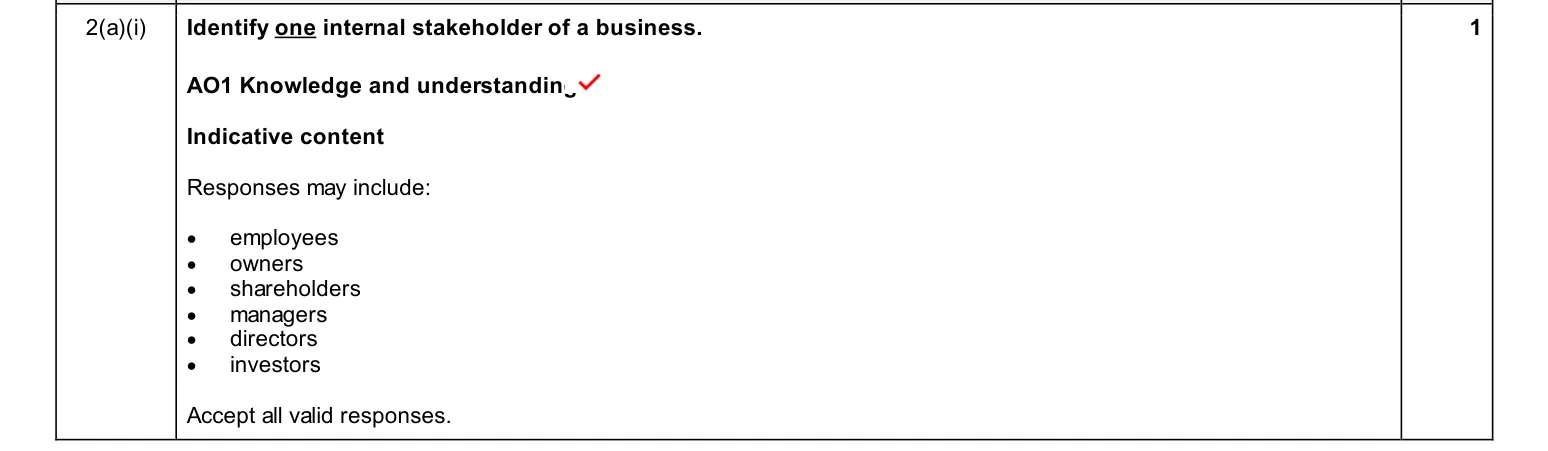 2(a)(i) Identify one internal stakeholder of a business. 1
AO1 Knowledge and understanding
Indicative content
Responses may include:
• employees
• owners
• shareholders
• managers
• directors
• investors
Accept all valid responses.